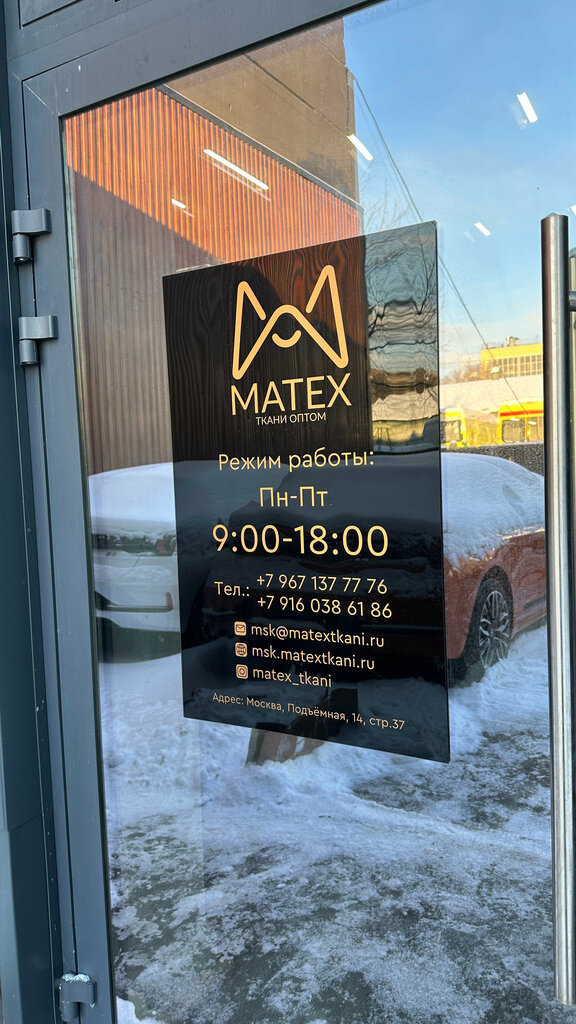 MATEX
ТКАНИ ОПТОМ
Режим работы:
Пн-Пт
9:00-18:00
Тел.: +7 967 137 77 76
+7 916 038 61 86
msk@matextkani.ru
msk.matextkani.ru
matex_tkani
Адрес: Москва, Подъёмная, 14, стр.37